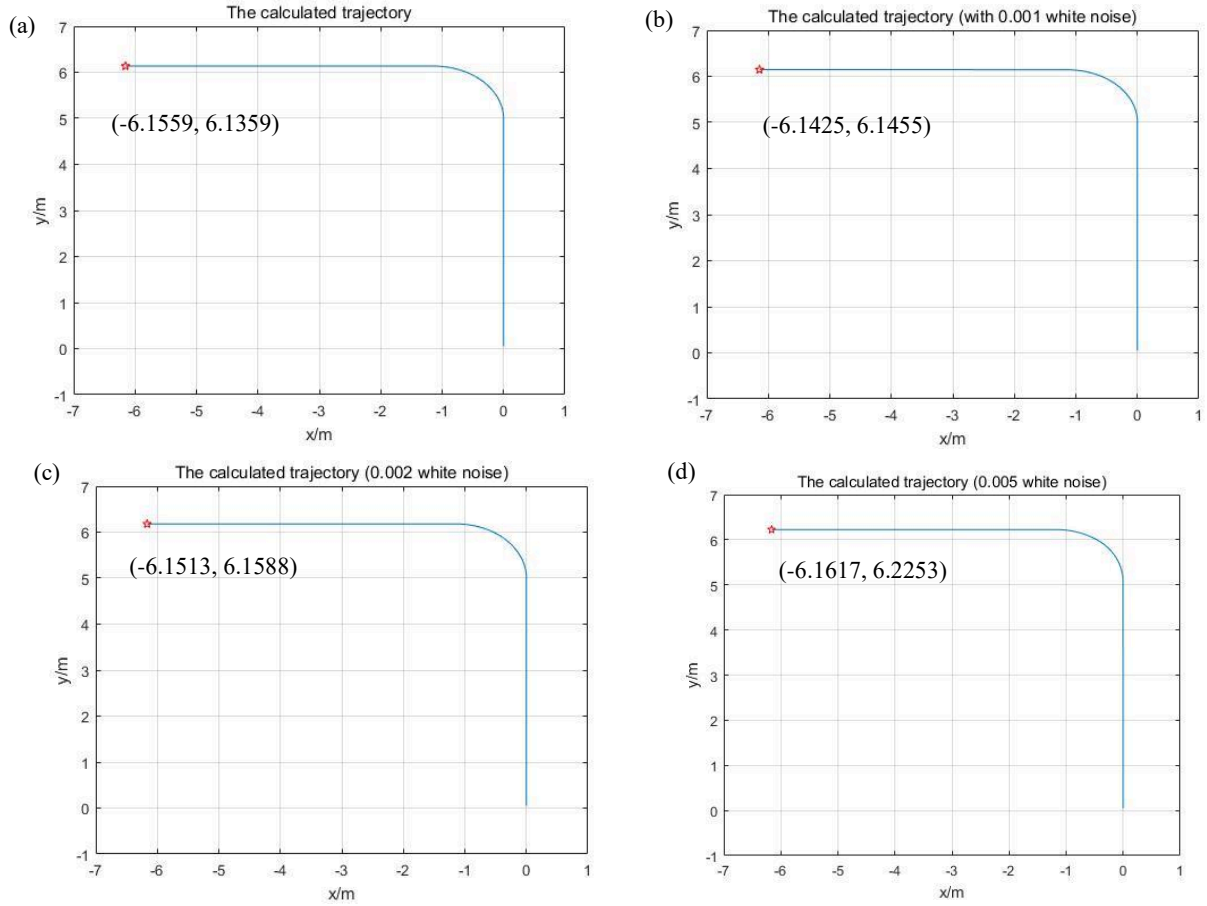 (a)
The calculated trajectory
7
6
5
4
3
2
1
0
-1
y/m
(-6.1559, 6.1359)
-7 -6 -5 -4 -3 -2 -1 0 1
x/m
(b)
The calculated trajectory (with 0.001 white noise)
7
6
5
4
3
2
1
0
-1
y/m
(-6.1425, 6.1455)
-7 -6 -5 -4 -3 -2 -1 0 1
x/m
(c)
The calculated trajectory (0.002 white noise)
7
6
5
4
3
2
1
0
-1
y/m
(-6.1513, 6.1588)
-7 -6 -5 -4 -3 -2 -1 0 1
x/m
(d)
The calculated trajectory (0.005 white noise)
7
6
5
4
3
2
1
0
-1
y/m
(-6.1617, 6.2253)
-7 -6 -5 -4 -3 -2 -1 0 1
x/m